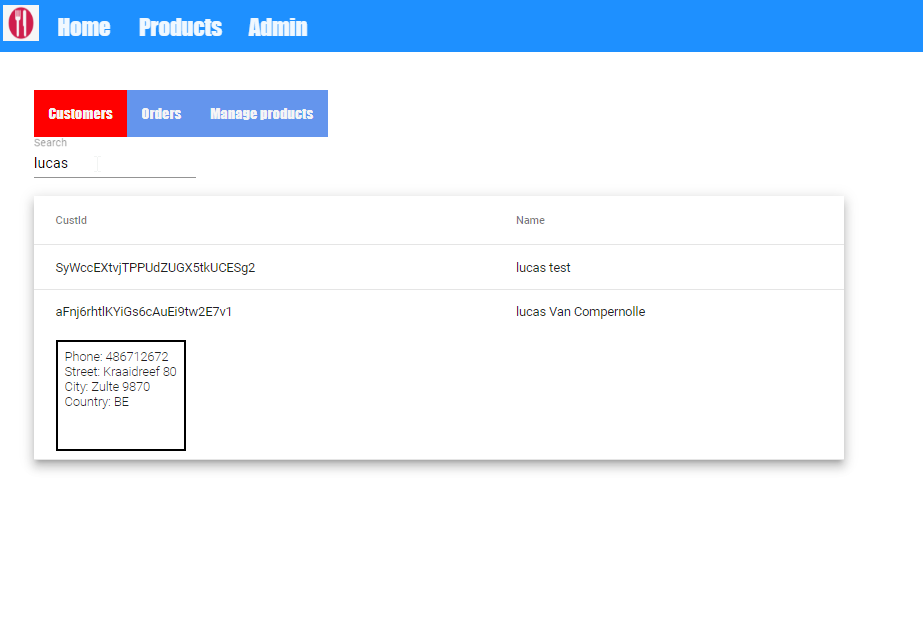 Home Products Admin
Customers Orders Manage products
Search
lucas
CustId Name
SyWccEXtvjTPPUdZUGX5tkUCESg2 lucas test
aFnj6rhtlKYiGs6cAuEi9tw2E7v1 lucas Van Compernolle
Phone: 486712672
Street: Kraaidreef 80
City: Zulte 9870
Country: BE